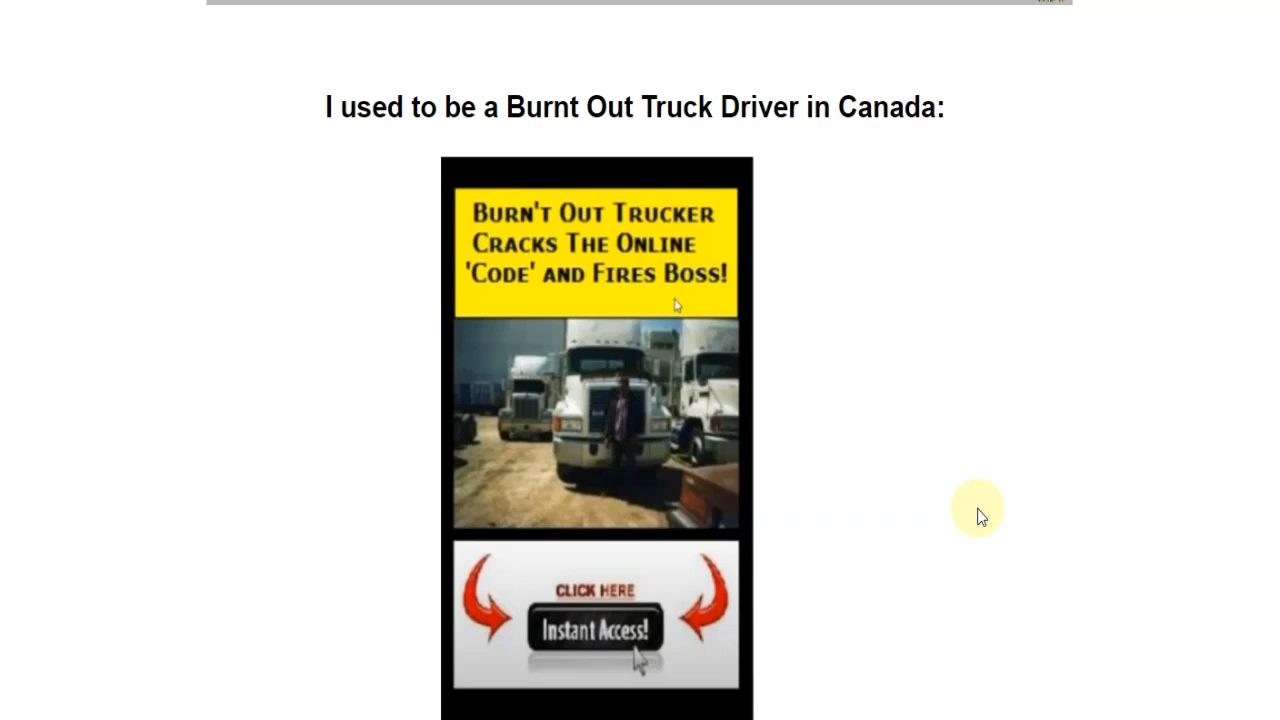 I used to be a Burnt Out Truck Driver in Canada:
BURN'T OUT TRUCKER
CRACKS THE ONLINE
'CODE' AND FIRES BOSS!
CLICK HERE
Instant Access!